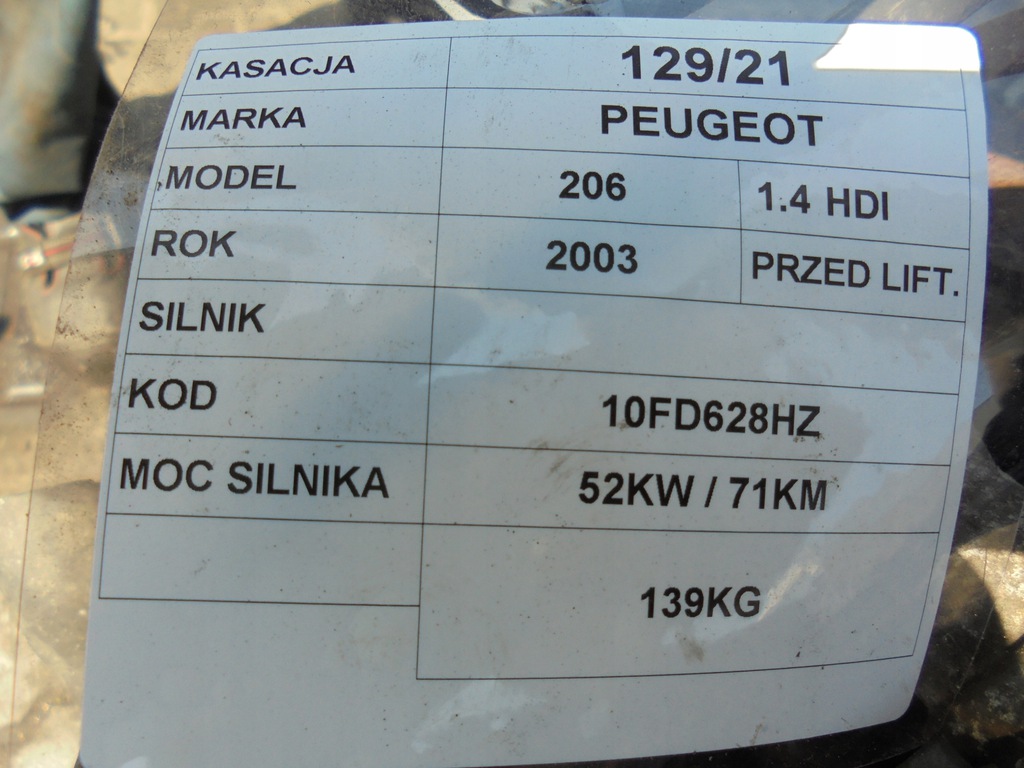 KASACJA 129/21
MARKA PEUGEOT
MODEL 206 1.4 HDI
ROK 2003 PRZED LIFT.
SILNIK
KOD 10FD628HZ
MOC SILNIKA 52KW / 71KM
139KG